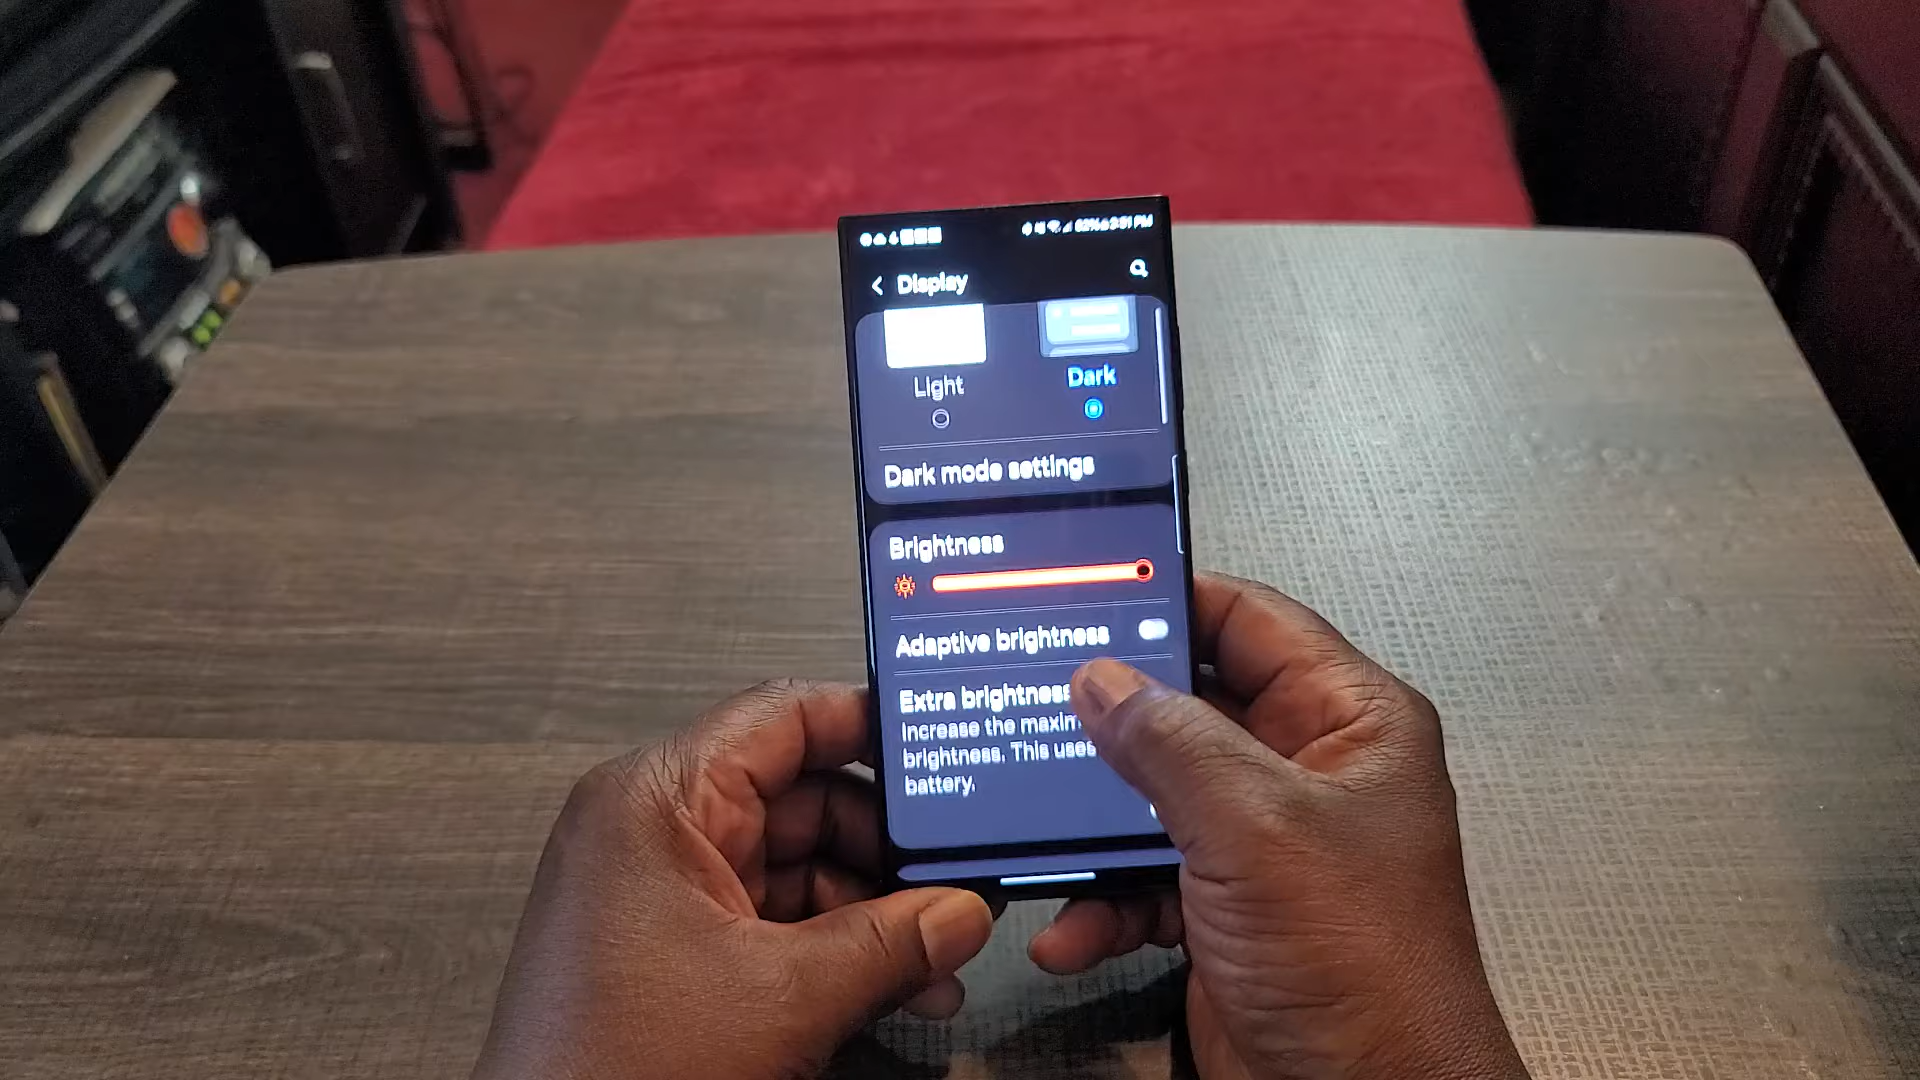 Display
Light
Dark
Dark mode settings
Brightness
Adaptive brightness
Extra brightness
Increase the maxim
brightness. This uses
battery.